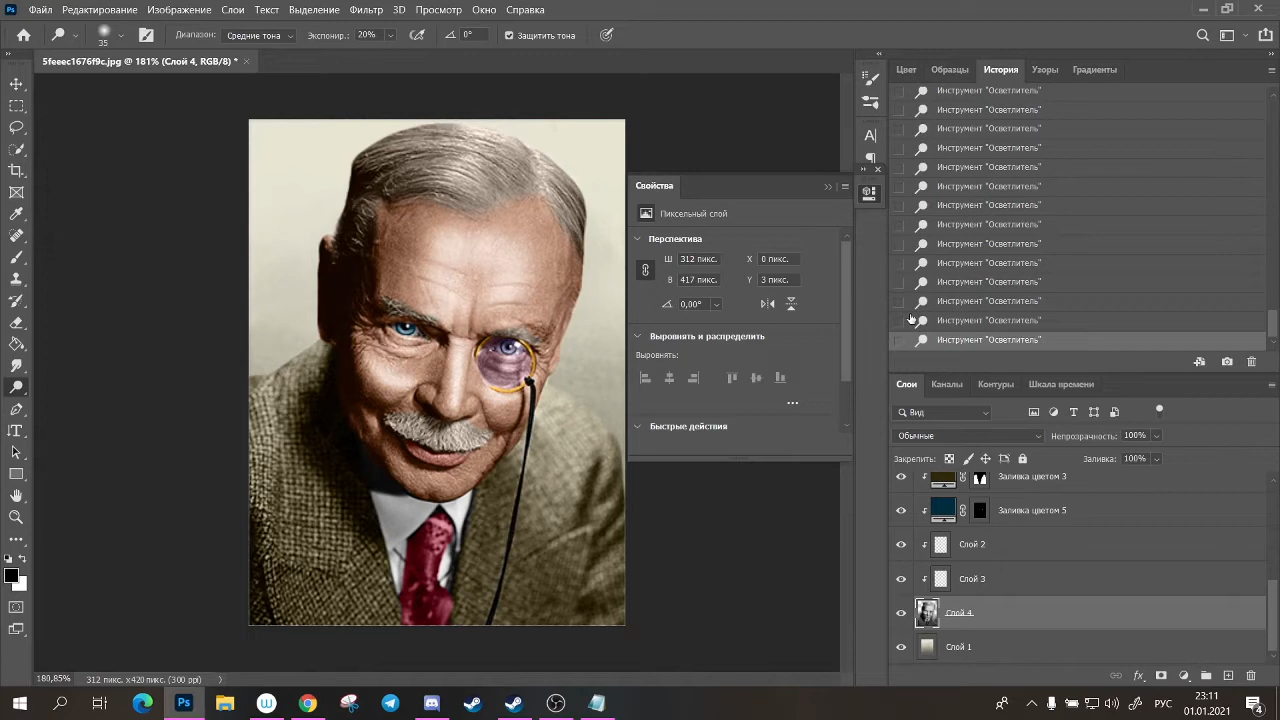 Файл Редактирование Изображение Слои Текст Выделение Фильтр 3D Просмотр Окно Справка
35 Диапазон: Средние тона Экспонир.: 20% 0° Защитить тона
5feeec1676f9c.jpg @ 181% (Слой 4, RGB/8) *
Цвет Образцы История Узоры Градиенты
Инструмент "Осветлитель"
Инструмент "Осветлитель"
Инструмент "Осветлитель"
Инструмент "Осветлитель"
Инструмент "Осветлитель"
Инструмент "Осветлитель"
Инструмент "Осветлитель"
Инструмент "Осветлитель"
Инструмент "Осветлитель"
Инструмент "Осветлитель"
Инструмент "Осветлитель"
Инструмент "Осветлитель"
Инструмент "Осветлитель"
Инструмент "Осветлитель"
Свойства
Пиксельный слой
Перспектива
Ш 312 пикс. X 0 пикс.
В 417 пикс. Y 3 пикс.
0,00°
Выровнять и распределить
Выровнять:
Быстрые действия
Слои Каналы Контуры Шкала времени
Вид
Обычные Непрозрачность: 100%
Закрепить: Заливка: 100%
Заливка цветом 3
Заливка цветом 5
Слой 2
Слой 3
Слой 4
Слой 1
180,85% 312 пикс. x 420 пикс. (300 ppi)
Ps РУС 23:11
01.01.2021 4